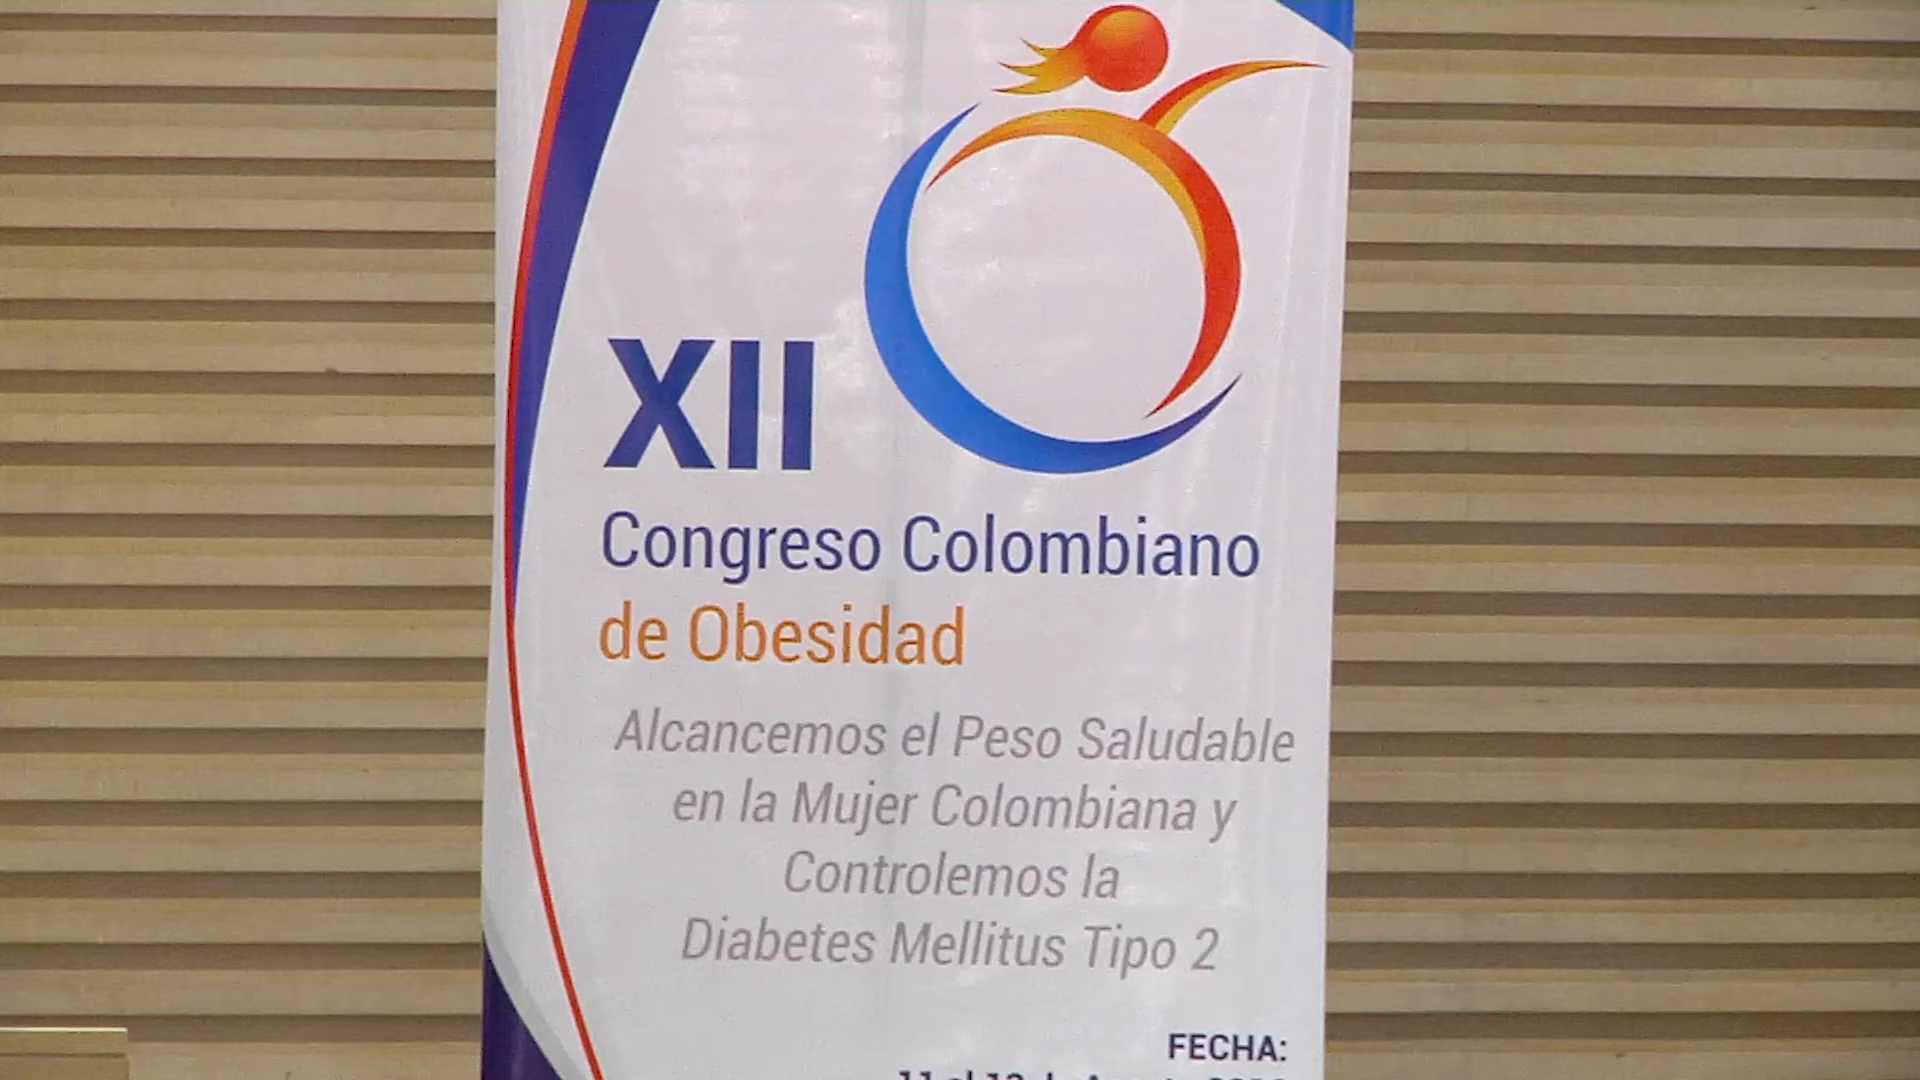 XII
Congreso Colombiano
de Obesidad
Alcancemos el Peso Saludable
en la Mujer Colombiana y
Controlemos la
Diabetes Mellitus Tipo 2
FECHA: